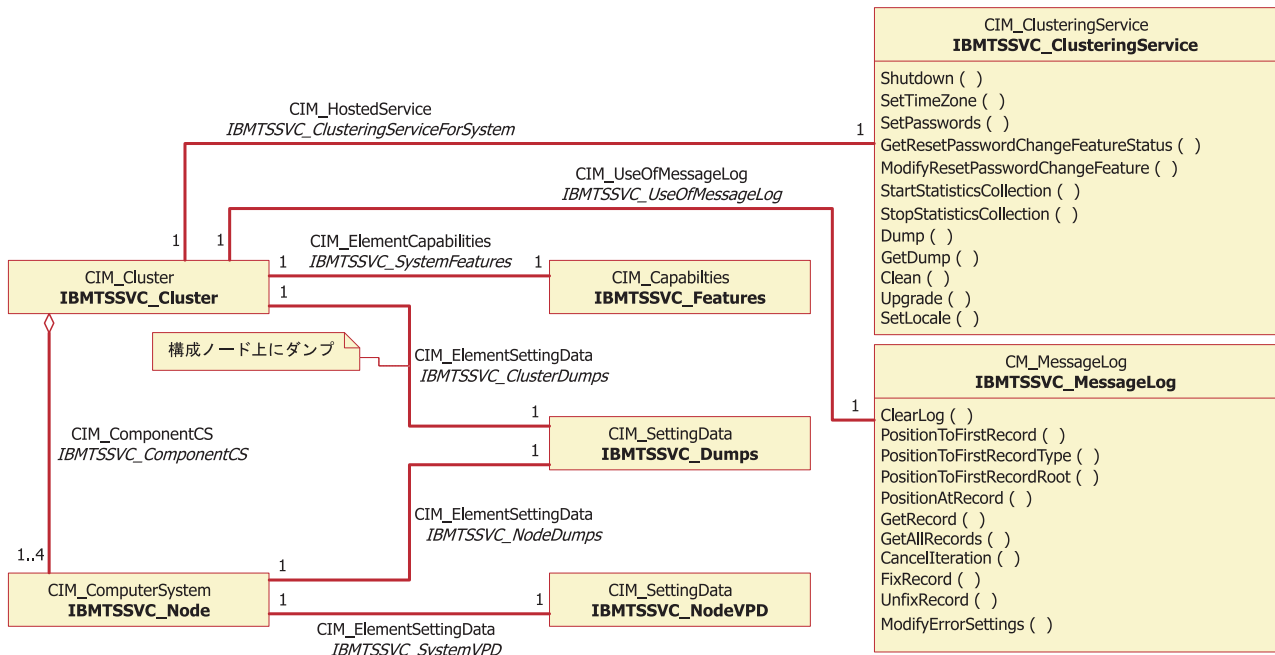 CIM_ClusteringService
IBMTSSVC_ClusteringService
Shutdown ( )
SetTimeZone ( )
SetPasswords ( )
GetResetPasswordChangeFeatureStatus ( )
ModifyResetPasswordChangeFeature ( )
StartStatisticsCollection ( )
StopStatisticsCollection ( )
Dump ( )
GetDump ( )
Clean ( )
Upgrade ( )
SetLocale ( )
CIM_HostedService
IBMTSSVC_ClusteringServiceForSystem
1
1
CIM_UseOfMessageLog
IBMTSSVC_UseOfMessageLog
1
1
CIM_Cluster
IBMTSSVC_Cluster
CIM_ElementCapabilities
IBMTSSVC_SystemFeatures
1
1
CIM_Capabilties
IBMTSSVC_Features
1
構成ノード上にダンプ
CIM_ElementSettingData
IBMTSSVC_ClusterDumps
1
CIM_SettingData
IBMTSSVC_Dumps
1
CM_MessageLog
IBMTSSVC_MessageLog
ClearLog ( )
PositionToFirstRecord ( )
PositionToFirstRecordType ( )
PositionToFirstRecordRoot ( )
PositionAtRecord ( )
GetRecord ( )
GetAllRecords ( )
CancelIteration ( )
FixRecord ( )
UnfixRecord ( )
ModifyErrorSettings ( )
CIM_ComponentCS
IBMTSSVC_ComponentCS
1..4
CIM_ElementSettingData
IBMTSSVC_NodeDumps
1
CIM_ComputerSystem
IBMTSSVC_Node
1
1
CIM_SettingData
IBMTSSVC_NodeVPD
CIM_ElementSettingData
IBMTSSVC_SystemVPD